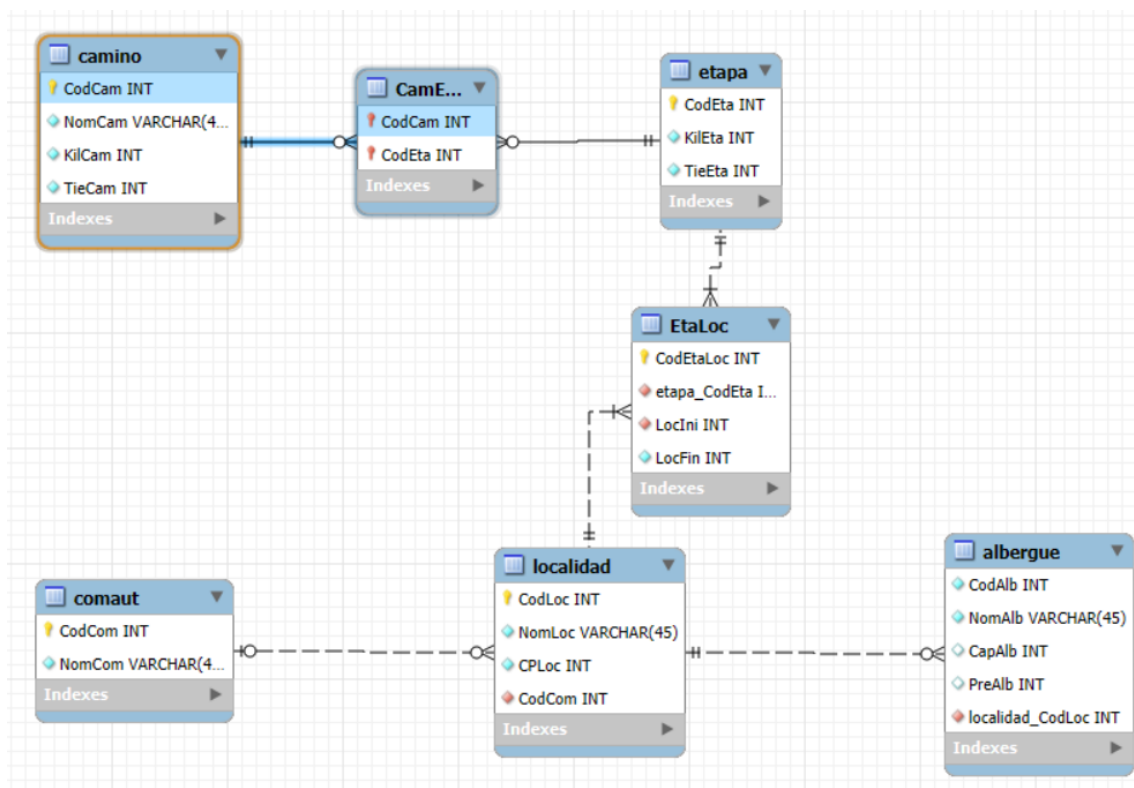 camino
CodCam INT
NomCam VARCHAR(4...
KilCam INT
TieCam INT
Indexes
CamE...
CodCam INT
CodEta INT
Indexes
etapa
CodEta INT
KilEta INT
TieEta INT
Indexes
EtaLoc
CodEtaLoc INT
etapa_CodEta I...
LocIni INT
LocFin INT
Indexes
comaut
CodCom INT
NomCom VARCHAR(4...
Indexes
localidad
CodLoc INT
NomLoc VARCHAR(45)
CPLoc INT
CodCom INT
Indexes
albergue
CodAlb INT
NomAlb VARCHAR(45)
CapAlb INT
PreAlb INT
localidad_CodLoc INT
Indexes